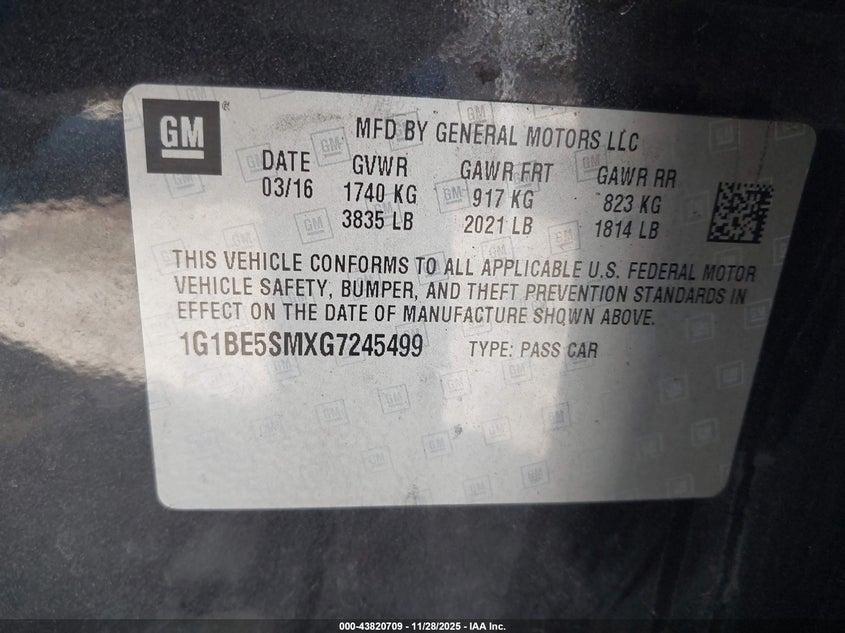 GM ®
MFD BY GENERAL MOTORS LLC
DATE GVWR GAWR FRT GAWR RR
03/16 1740 KG 917 KG 823 KG
3835 LB 2021 LB 1814 LB
THIS VEHICLE CONFORMS TO ALL APPLICABLE U.S. FEDERAL MOTOR
VEHICLE SAFETY, BUMPER, AND THEFT PREVENTION STANDARDS IN
EFFECT ON THE DATE OF MANUFACTURE SHOWN ABOVE.
1G1BE5SMXG7245499 TYPE: PASS CAR
000-43820709 - 11/28/2025 - IAA Inc.